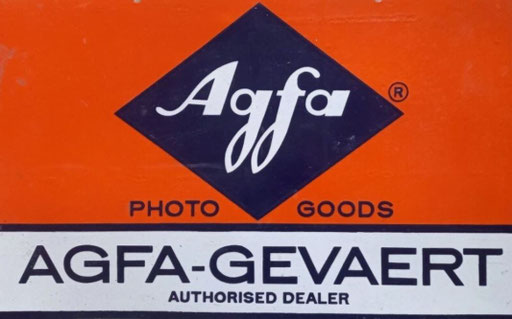 Agfa ®
PHOTO GOODS
AGFA-GEVAERT
AUTHORISED DEALER